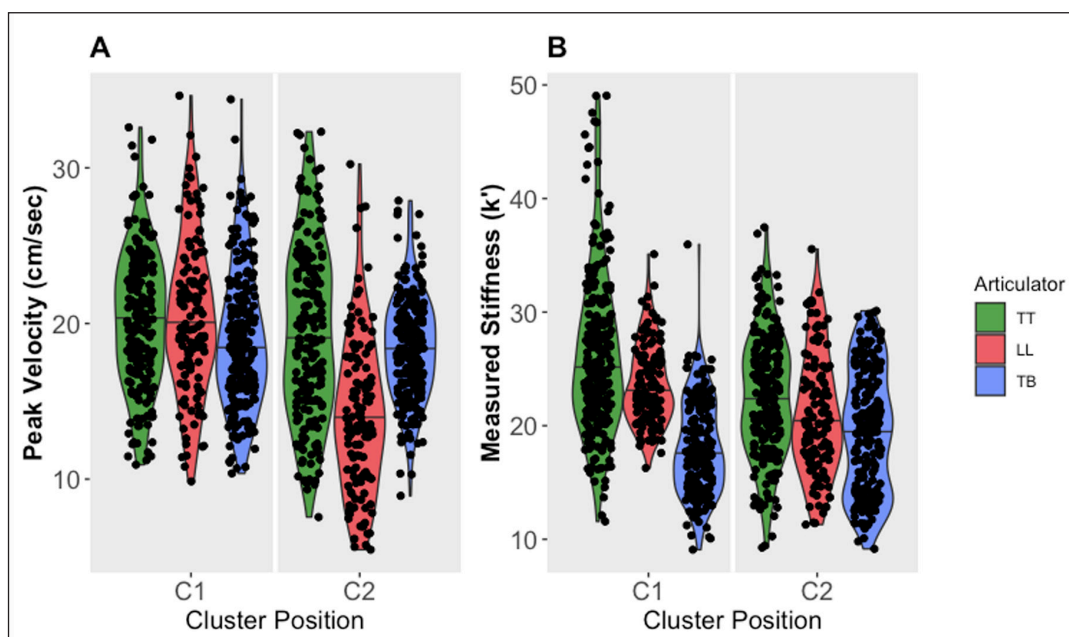 A
Peak Velocity (cm/sec)
30
20
10
C1
C2
Cluster Position
B
Measured Stiffness (k')
50
40
30
20
10
C1
C2
Cluster Position
Articulator
TT
LL
TB